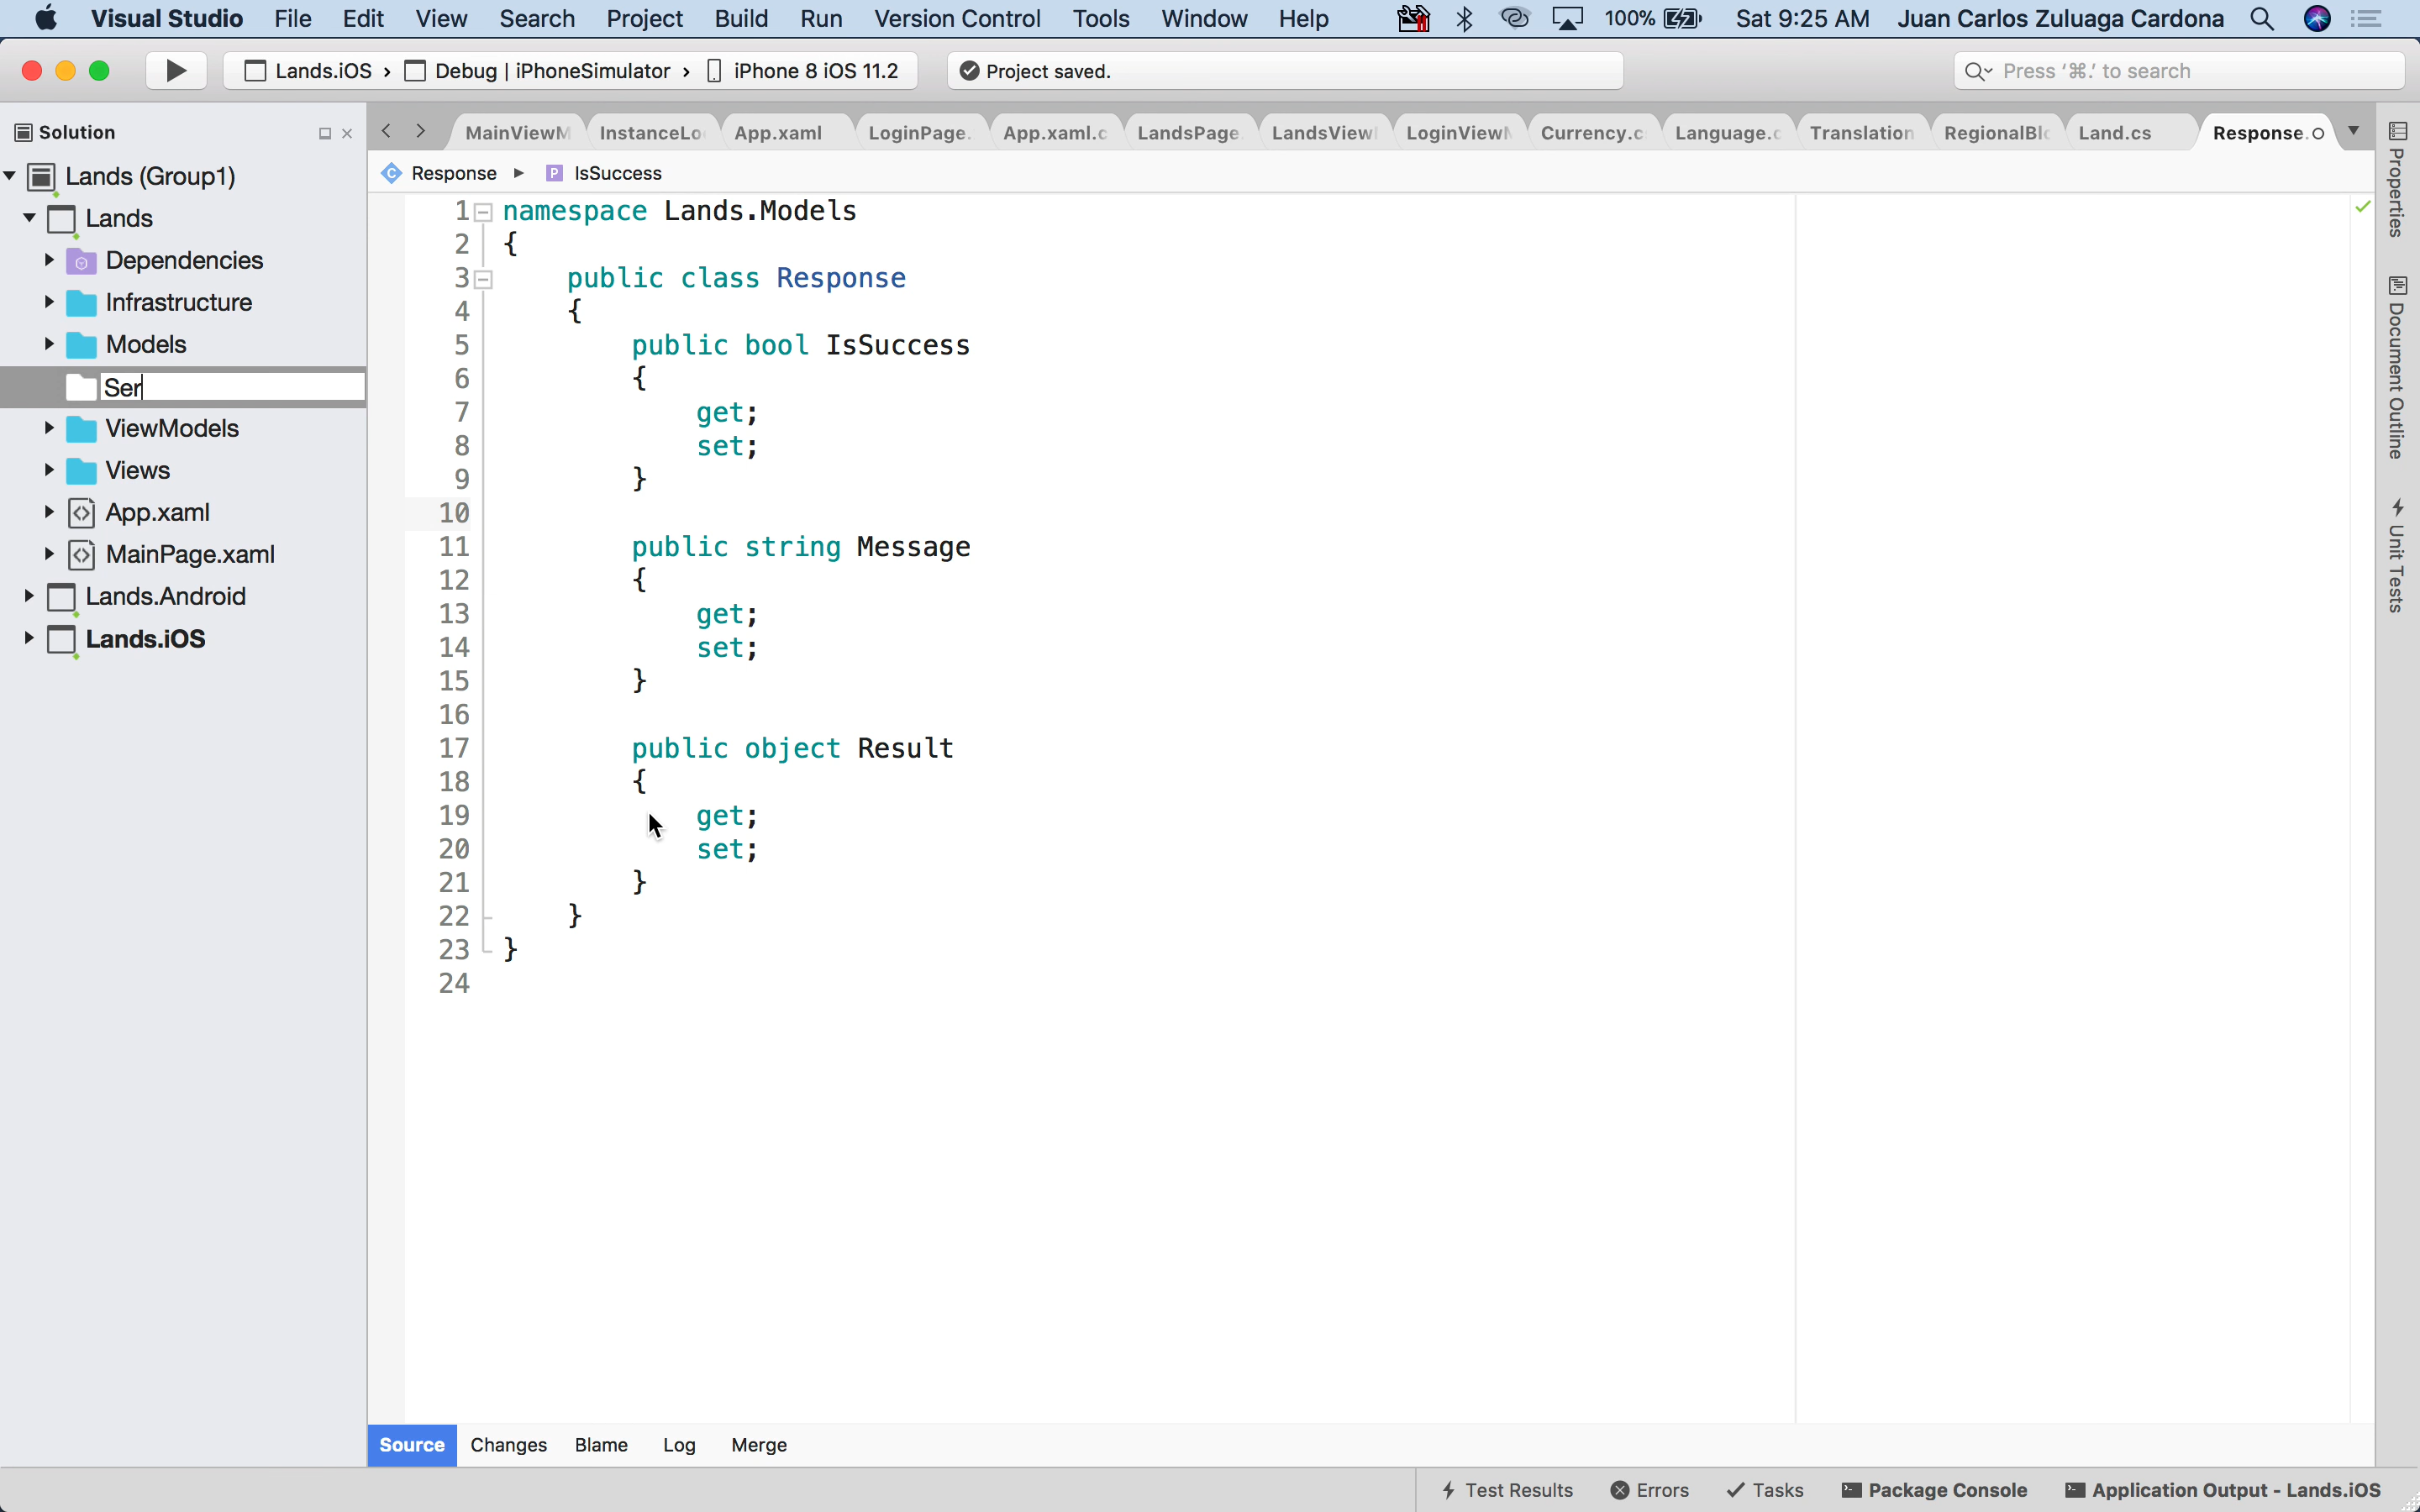 Visual Studio File Edit View Search Project Build Run Version Control Tools Window Help 100% Sat 9:25 AM Juan Carlos Zuluaga Cardona
Lands.iOS › Debug | iPhoneSimulator › iPhone 8 iOS 11.2
Project saved.
Press '⌘.' to search
Solution
Lands (Group1)
Lands
Dependencies
Infrastructure
Models
Ser
ViewModels
Views
App.xaml
MainPage.xaml
Lands.Android
Lands.iOS
MainViewM InstanceLo App.xaml LoginPage. App.xaml.c LandsPage. LandsView LoginViewM Currency.c Language.c Translation RegionalBlo Land.cs Response.
Response IsSuccess
1 namespace Lands.Models
2 {
3 public class Response
4 {
5 public bool IsSuccess
6 {
7 get;
8 set;
9 }
10
11 public string Message
12 {
13 get;
14 set;
15 }
16
17 public object Result
18 {
19 get;
20 set;
21 }
22 }
23 }
24
Source Changes Blame Log Merge
Properties
Document Outline
Unit Tests
Test Results Errors Tasks Package Console Application Output - Lands.iOS